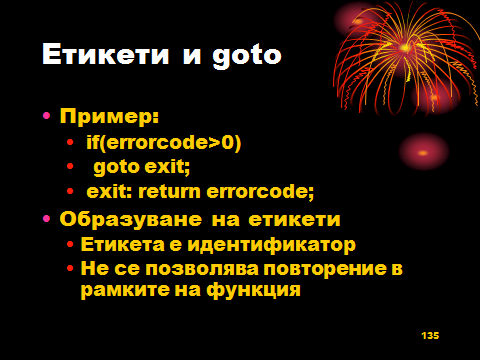 Етикети и goto
• Пример:
• if(errorcode>0)
• goto exit;
• exit: return errorcode;
• Образуване на етикети
• Етикета е идентификатор
• Не се позволява повторение в
рамките на функция
135